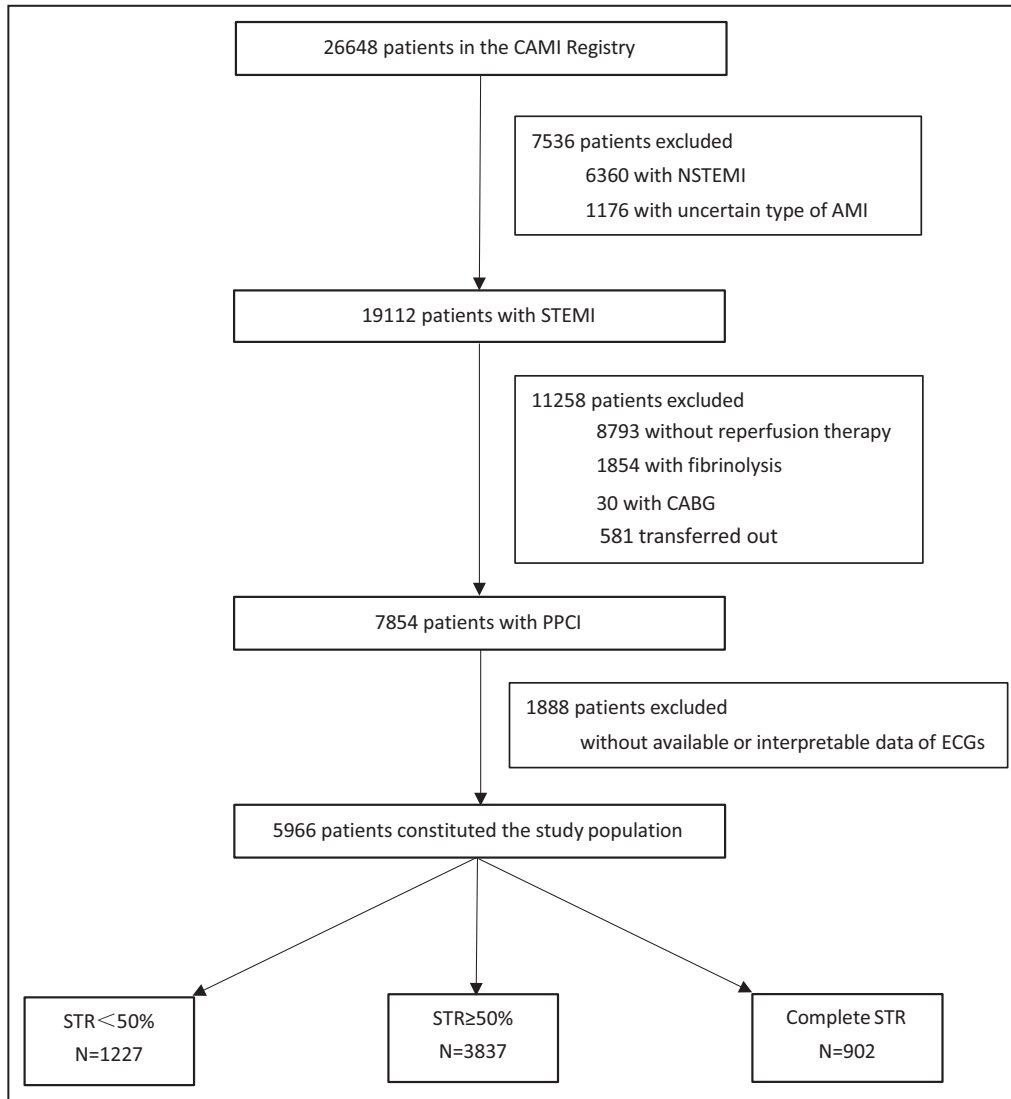 26648 patients in the CAMI Registry
7536 patients excluded
6360 with NSTEMI
1176 with uncertain type of AMI
19112 patients with STEMI
11258 patients excluded
8793 without reperfusion therapy
1854 with fibrinolysis
30 with CABG
581 transferred out
7854 patients with PPCI
1888 patients excluded
without available or interpretable data of ECGs
5966 patients constituted the study population
STR<50%
N=1227
STR≥50%
N=3837
Complete STR
N=902